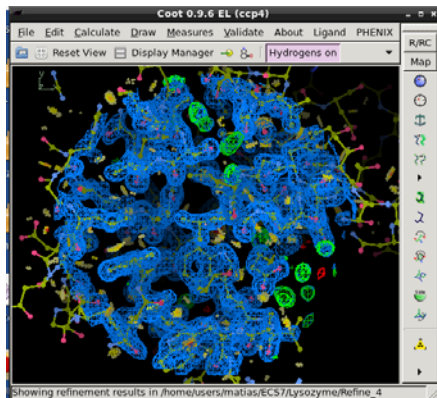 Coot 0.9.6 EL (ccp4)
File Edit Calculate Draw Measures Validate About Ligand PHENIX
Reset View Display Manager Hydrogens on
R/RC
Map
Showing refinement results in /home/users/matias/ECS7/Lysozyme/Refine_4